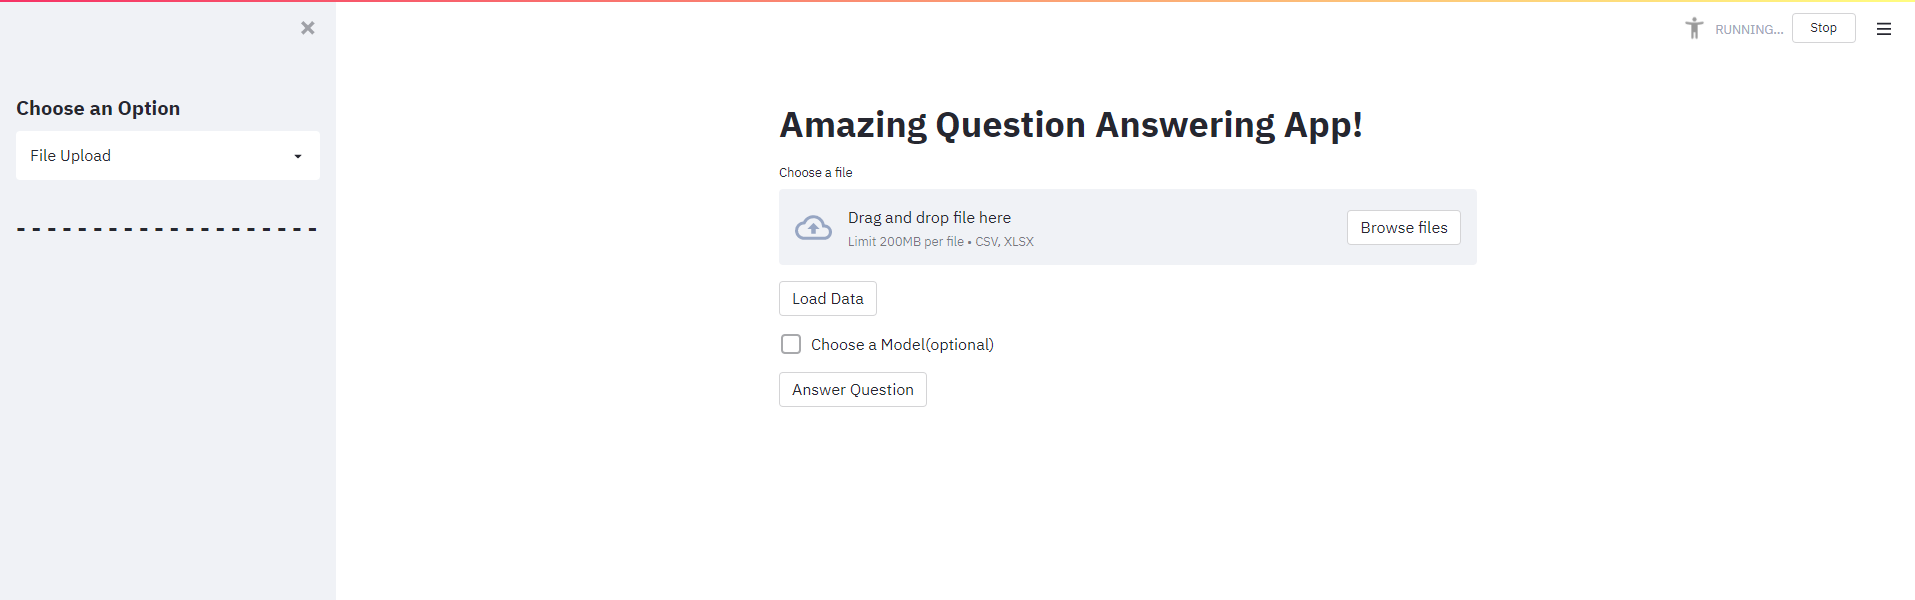 RUNNING...
Stop
Choose an Option
File Upload
--------------------
Amazing Question Answering App!
Choose a file
Drag and drop file here
Limit 200MB per file • CSV, XLSX
Browse files
Load Data
Choose a Model(optional)
Answer Question